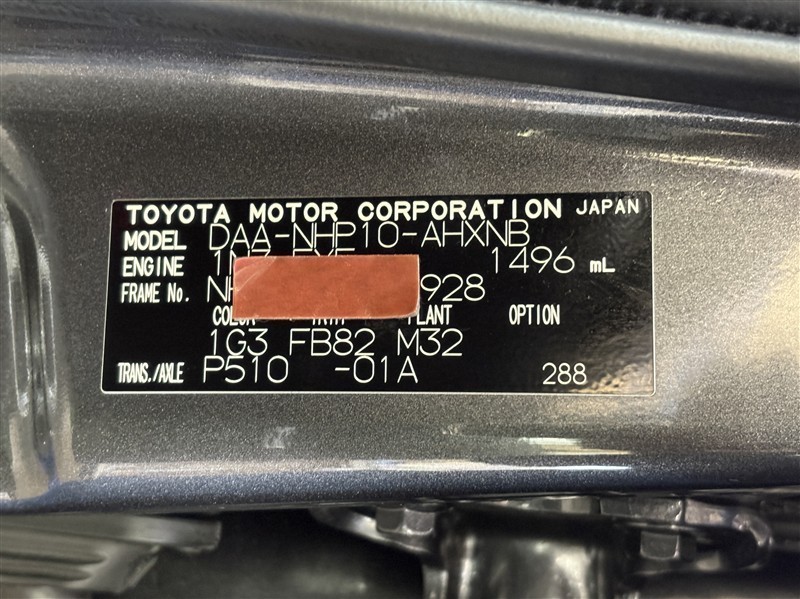 TOYOTA MOTOR CORPORATION JAPAN
MODEL DAA-NHP10-AHXNB
ENGINE 1496 mL
FRAME No. 928
COLOR PLANT OPTION
1G3 FB82 M32
TRANS./AXLE P510 -01A 288